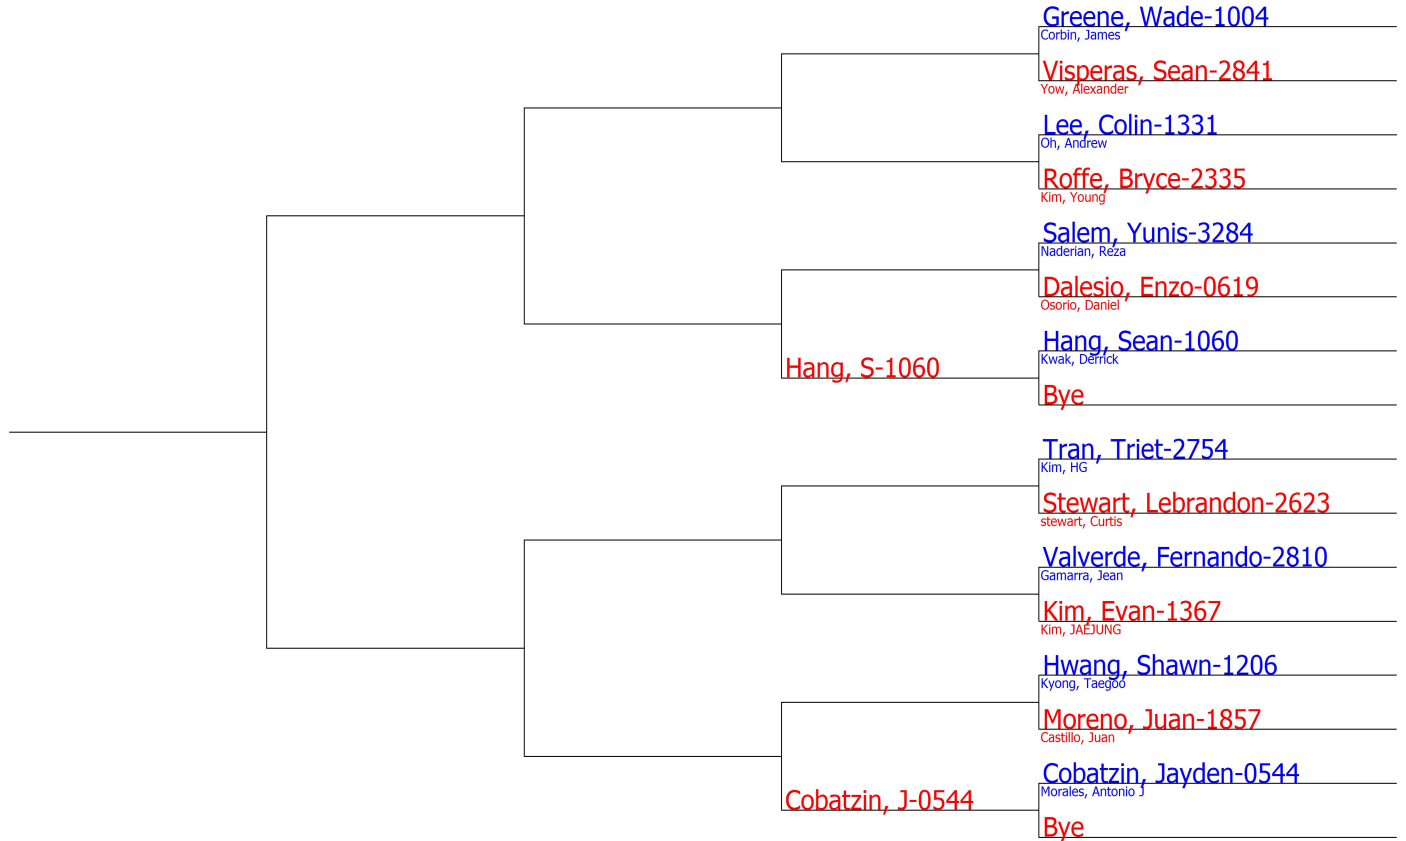 Greene, Wade-1004
Corbin, James
Visperas, Sean-2841
Yow, Alexander
Lee, Colin-1331
Oh, Andrew
Roffe, Bryce-2335
Kim, Young
Salem, Yunis-3284
Naderian, Reza
Dalesio, Enzo-0619
Osorio, Daniel
Hang, Sean-1060
Kwak, Derrick
Hang, S-1060
Bye
Tran, Triet-2754
Kim, HG
Stewart, Lebrandon-2623
stewart, Curtis
Valverde, Fernando-2810
Gamarra, Jean
Kim, Evan-1367
Kim, JAEJUNG
Hwang, Shawn-1206
Kyong, Taegoo
Moreno, Juan-1857
Castillo, Juan
Cobatzin, Jayden-0544
Morales, Antonio J
Cobatzin, J-0544
Bye